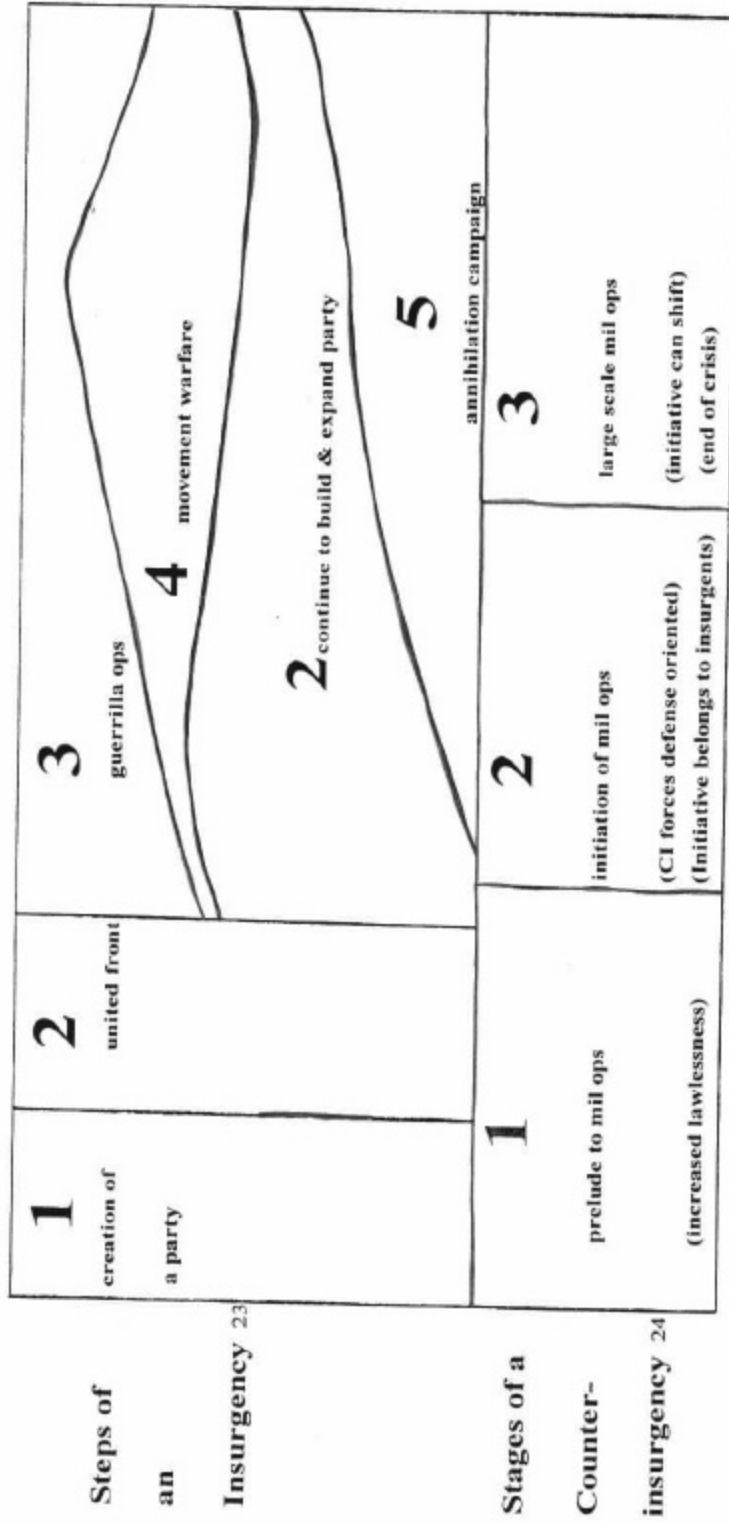 Steps of
an
Insurgency 23
1
creation of
a party
2
united front
3
guerrilla ops
4
movement warfare
2 continue to build & expand party
5
annihilation campaign
Stages of a
Counter-
insurgency 24
1
prelude to mil ops
(increased lawlessness)
2
initiation of mil ops
(CI forces defense oriented)
(Initiative belongs to insurgents)
3
large scale mil ops
(initiative can shift)
(end of crisis)